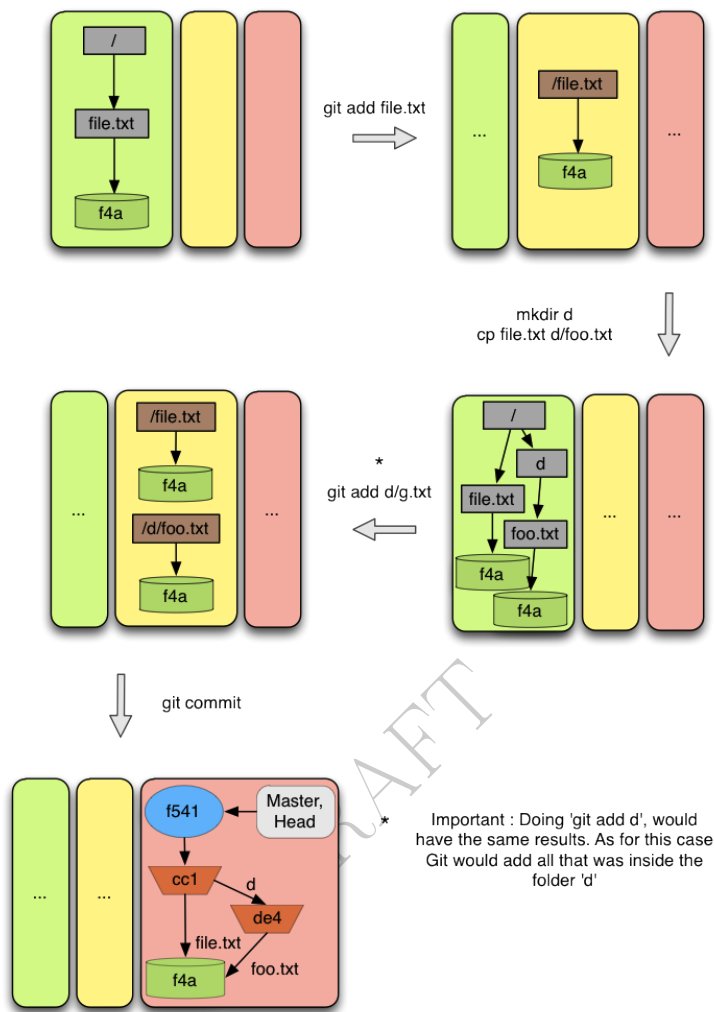 /
file.txt
f4a
git add file.txt
...
/file.txt
f4a
...
mkdir d
cp file.txt d/foo.txt
/
d
file.txt
foo.txt
f4a
f4a
...
...
*
git add d/g.txt
...
/file.txt
f4a
/d/foo.txt
f4a
...
git commit
...
...
f541
Master,
Head
cc1
d
de4
file.txt
foo.txt
f4a
*
Important : Doing 'git add d', would
have the same results. As for this case
Git would add all that was inside the
folder 'd'